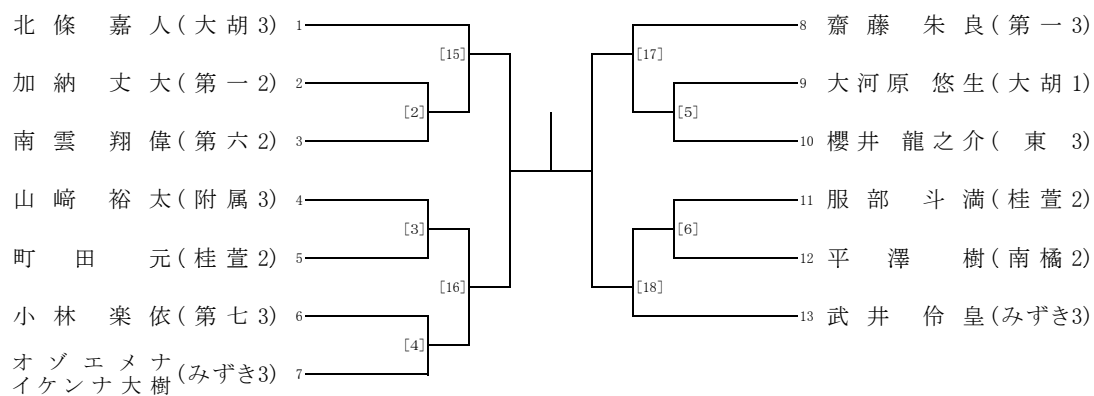 北條 嘉人(大胡3) 1
[15]
加納 丈大(第一2) 2
[2]
南雲 翔偉(第六2) 3
山﨑 裕太(附属3) 4
[3]
町田 元(桂萱2) 5
[16]
小林 楽依(第七3) 6
[4]
オゾエメナ
イケンナ大樹(みずき3) 7
8 齋藤 朱良(第一3)
[17]
9 大河原 悠生(大胡1)
[5]
10 櫻井 龍之介(東 3)
11 服部 斗満(桂萱2)
[6]
12 平澤 樹(南橘2)
[18]
13 武井 伶皇(みずき3)